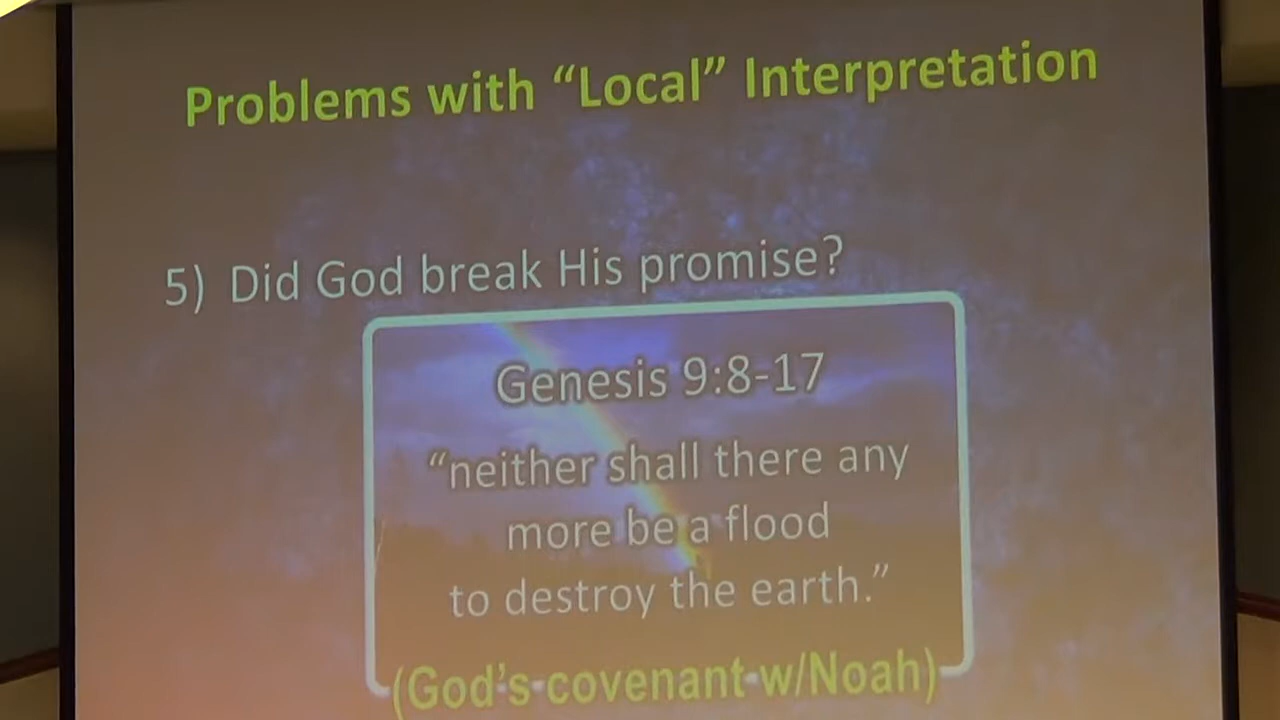 Problems with “Local” Interpretation
5) Did God break His promise?
Genesis 9:8-17
“neither shall there any
more be a flood
to destroy the earth.”
(God’s covenant w/Noah)